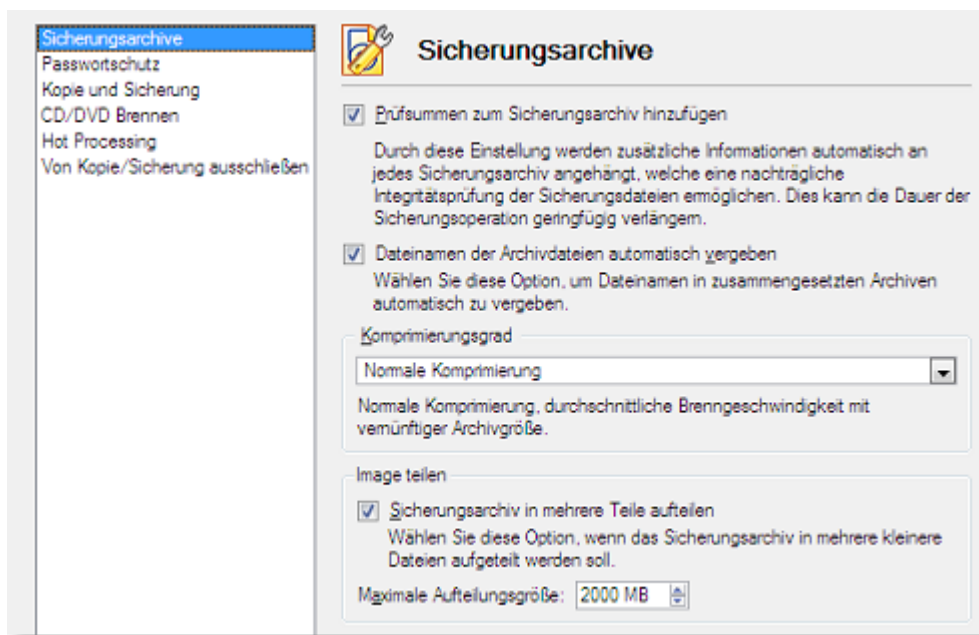 Sicherungsarchive
Passwortschutz
Kopie und Sicherung
CD/DVD Brennen
Hot Processing
Von Kopie/Sicherung ausschließen
Sicherungsarchive
Prüfsummen zum Sicherungsarchiv hinzufügen
Durch diese Einstellung werden zusätzliche Informationen automatisch an
jedes Sicherungsarchiv angehängt, welche eine nachträgliche
Integritätsprüfung der Sicherungsdateien ermöglichen. Dies kann die Dauer der
Sicherungsoperation geringfügig verlängern.
Dateinamen der Archivdateien automatisch vergeben
Wählen Sie diese Option, um Dateinamen in zusammengesetzten Archiven
automatisch zu vergeben.
Komprimierungsgrad
Normale Komprimierung
Normale Komprimierung, durchschnittliche Brenngeschwindigkeit mit
vernünftiger Archivgröße.
Image teilen
Sicherungsarchiv in mehrere Teile aufteilen
Wählen Sie diese Option, wenn das Sicherungsarchiv in mehrere kleinere
Dateien aufgeteilt werden soll.
Maximale Aufteilungsgröße: 2000 MB